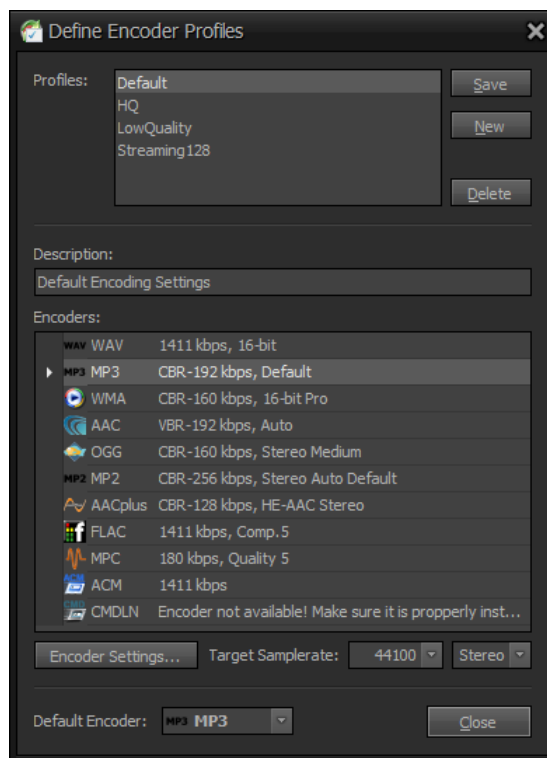 Define Encoder Profiles
Profiles:
Default
HQ
LowQuality
Streaming128
Save
New
Delete
Description:
Default Encoding Settings
Encoders:
WAV WAV 1411 kbps, 16-bit
MP3 MP3 CBR-192 kbps, Default
WMA CBR-160 kbps, 16-bit Pro
AAC VBR-192 kbps, Auto
OGG CBR-160 kbps, Stereo Medium
MP2 MP2 CBR-256 kbps, Stereo Auto Default
AACplus CBR-128 kbps, HE-AAC Stereo
FLAC 1411 kbps, Comp.5
MPC 180 kbps, Quality 5
ACM ACM 1411 kbps
CMD CMDLN Encoder not available! Make sure it is propperly inst...
Encoder Settings... Target Samplerate: 44100 Stereo
Default Encoder: MP3 MP3 Close